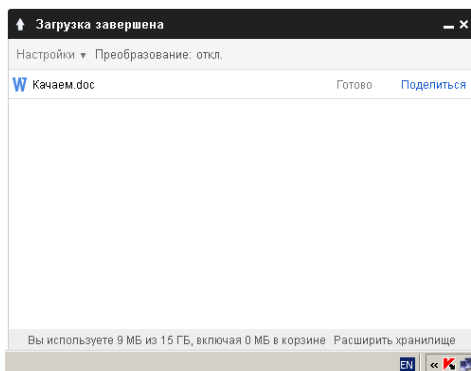 Загрузка завершена
Настройки Преобразование: откл.
W Качаем.doc Готово Поделиться
Вы используете 9 МБ из 15 ГБ, включая 0 МБ в корзине Расширить хранилище
EN « K